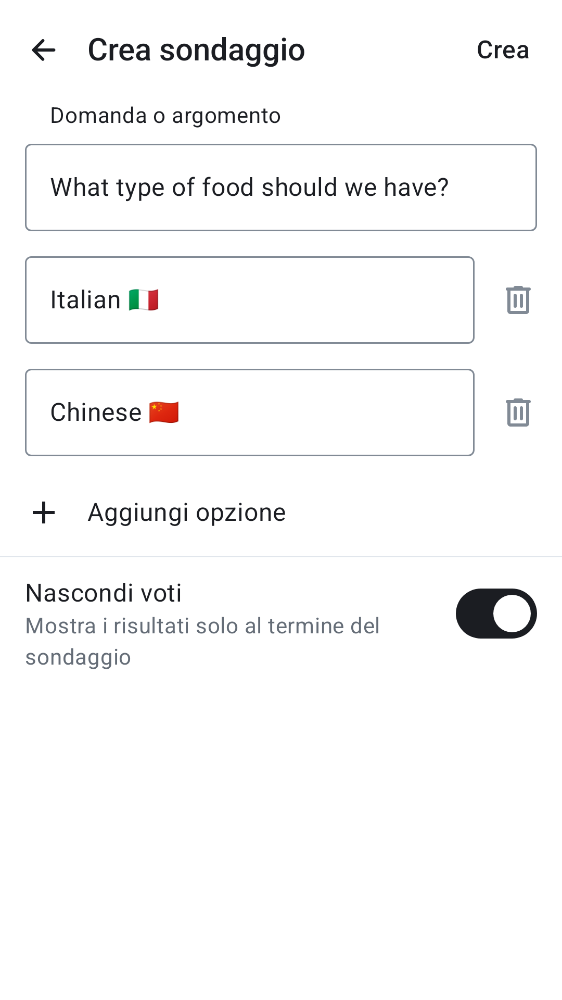 Crea sondaggio
Crea
Domanda o argomento
What type of food should we have?
Italian 🇮🇹
Chinese 🇨🇳
Aggiungi opzione
Nascondi voti
Mostra i risultati solo al termine del
sondaggio